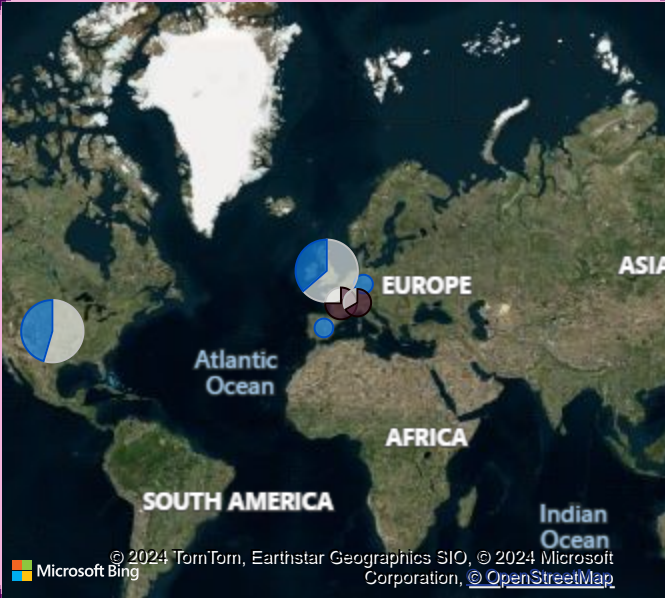 EUROPE
ASIA
Atlantic
Ocean
AFRICA
SOUTH AMERICA
Indian
Ocean
© 2024 TomTom, Earthstar Geographics SIO, © 2024 Microsoft
Microsoft Bing
Corporation, © OpenStreetMap